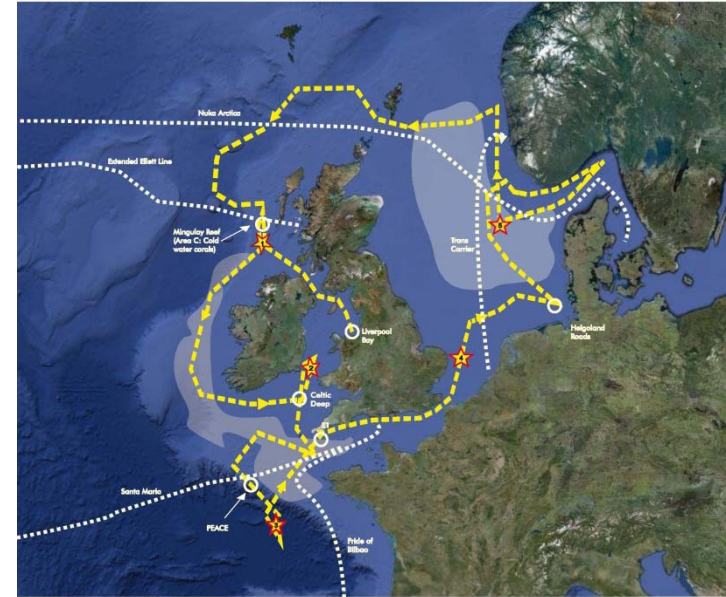 Nuka Arctica
Extended Ellett Line
Mingulay Reef
(Area C: Cold
water corals)
Trans
Carrier
Liverpool
Bay
Helgoland
Roads
Celtic
Deep
E1
Santa Maria
PEACE
Pride of
Bilbao